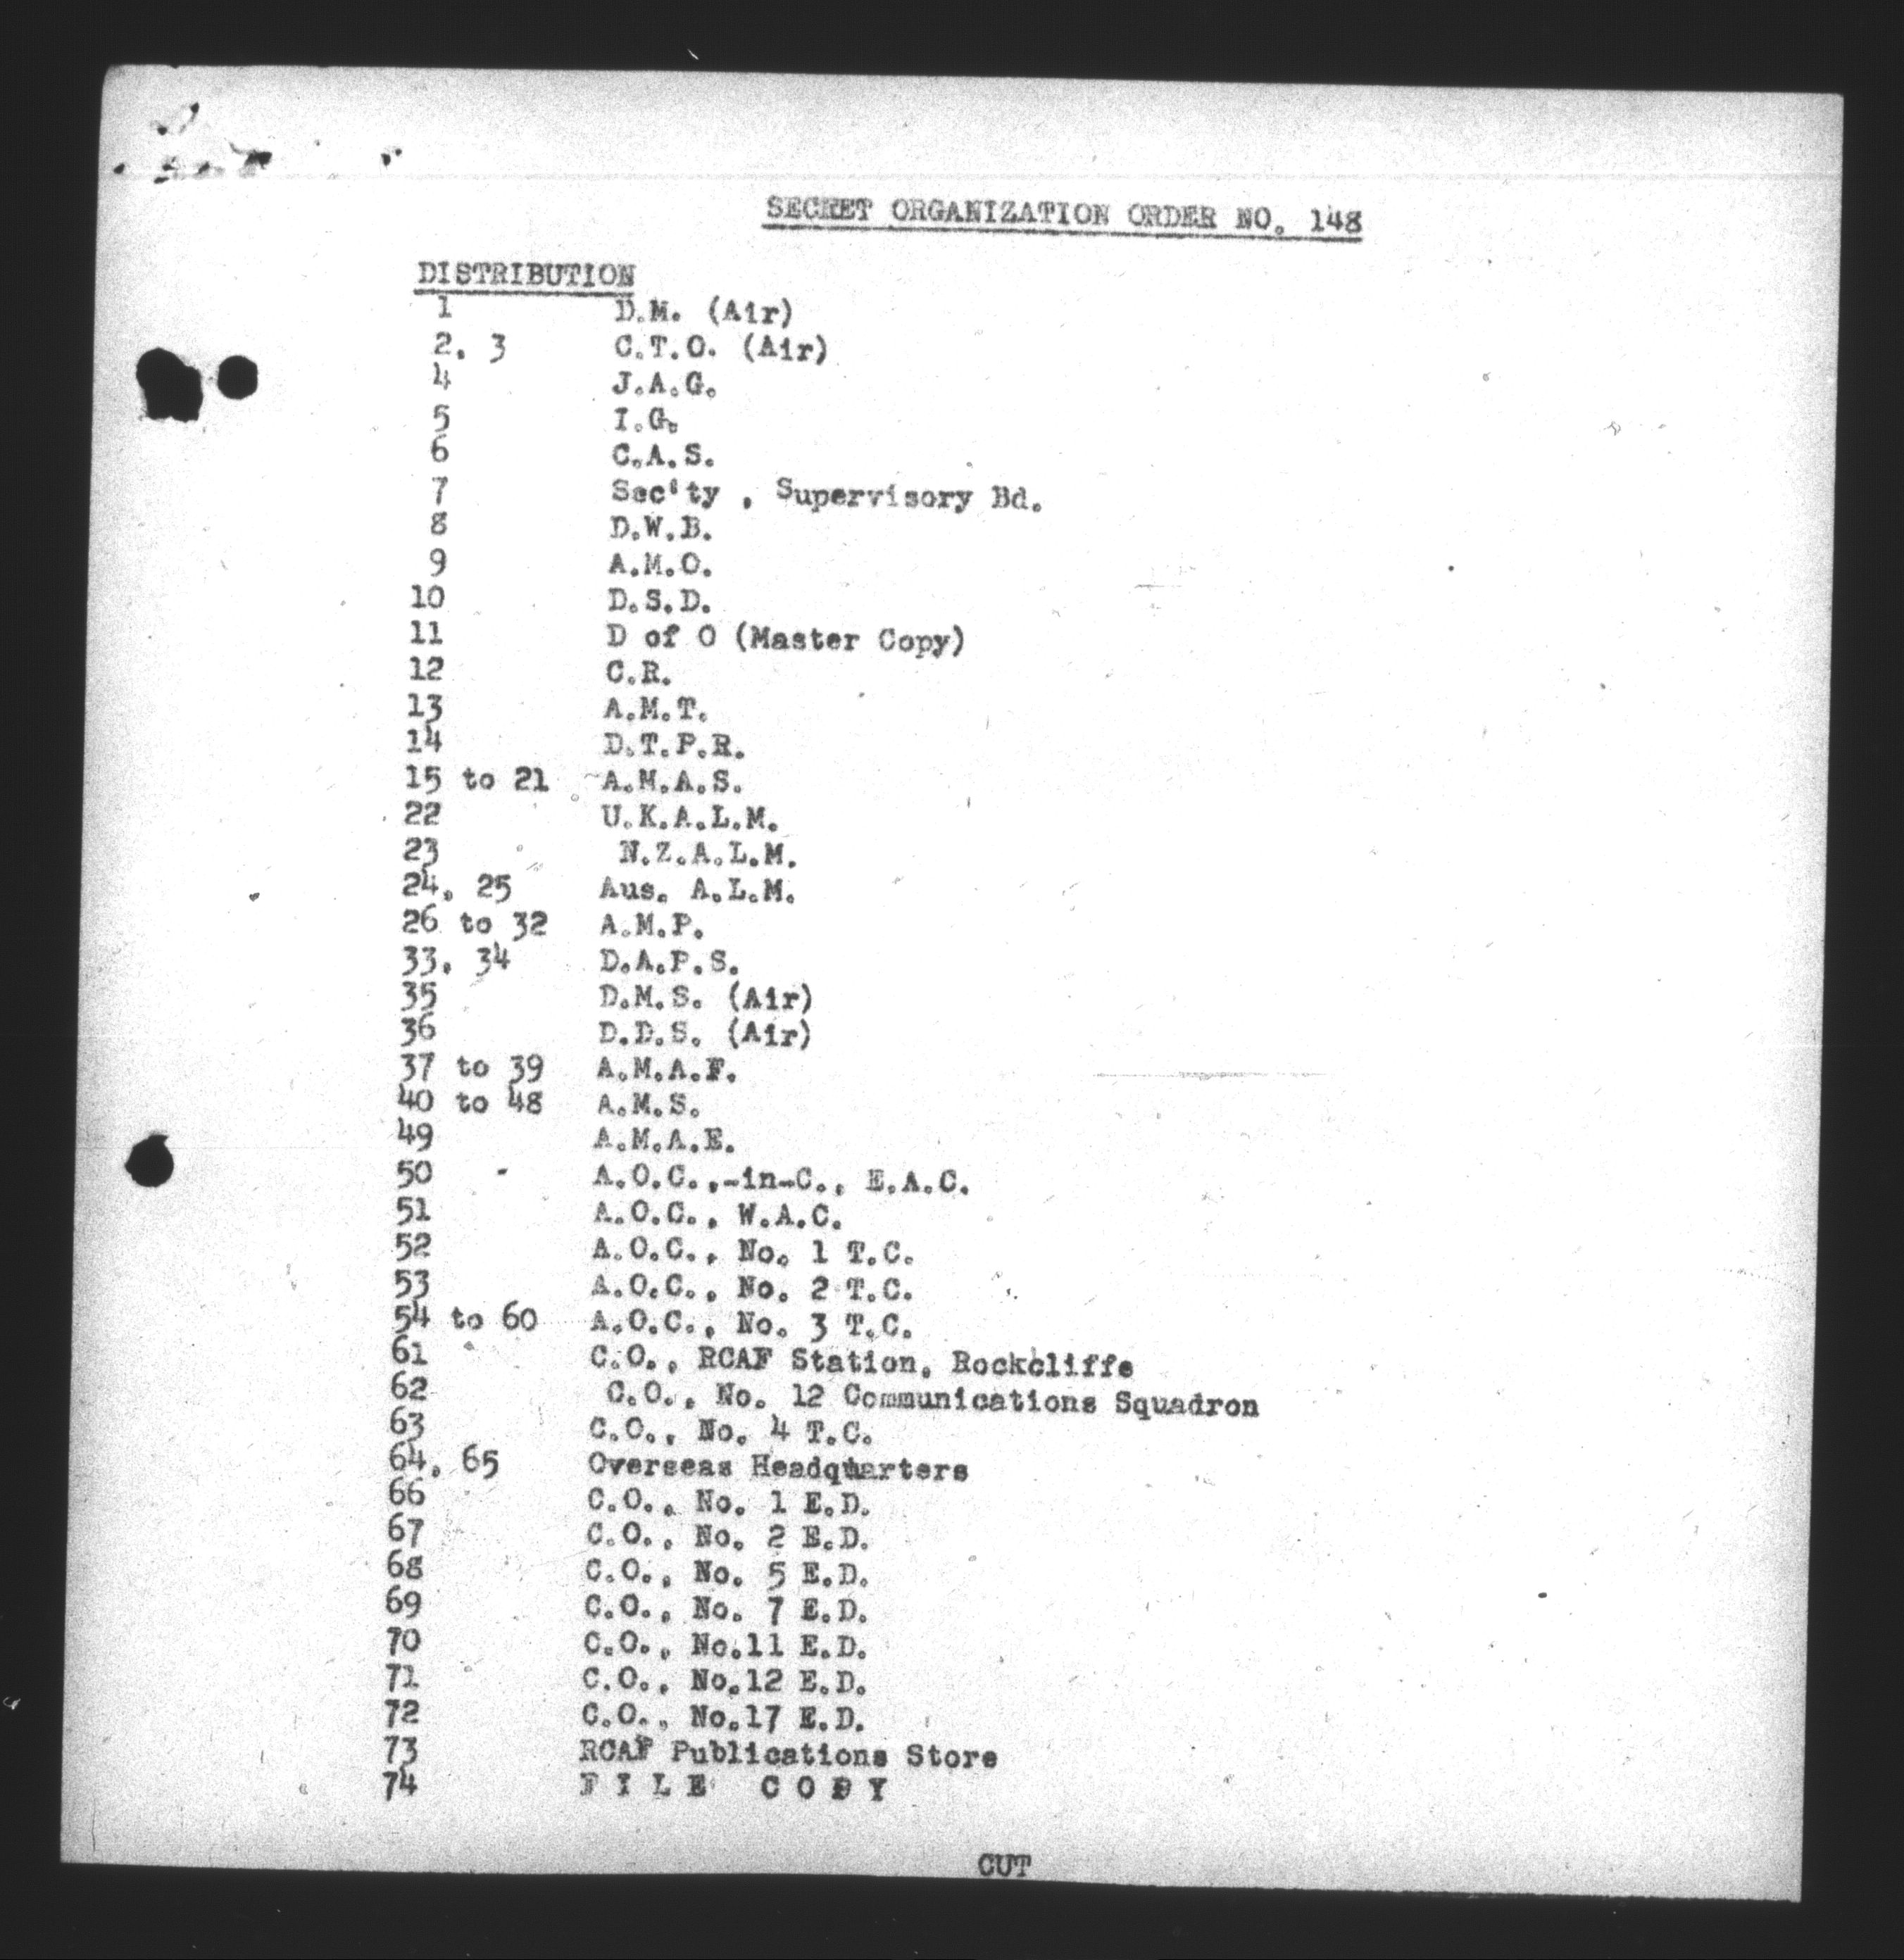 SECRET ORGANIZATION ORDER NO. 148
DISTRIBUTION
1 D.M. (Air)
2, 3 C.T.O. (Air)
4 J.A.G.
5 I.G.
6 C.A.S.
7 Sec'ty , Supervisory Bd.
8 D.W.B.
9 A.M.O.
10 D.S.D.
11 D of O (Master Copy)
12 C.R.
13 A.M.T.
14 D.T.P.R.
15 to 21 A.M.A.S.
22 U.K.A.L.M.
23 N.Z.A.L.M.
24, 25 Aus. A.L.M.
26 to 32 A.M.P.
33, 34 D.A.P.S.
35 D.M.S. (Air)
36 D.D.S. (Air)
37 to 39 A.M.A.F.
40 to 48 A.M.S.
49 A.M.A.E.
50 A.O.C.,-in-C., E.A.C.
51 A.O.C., W.A.C.
52 A.O.C., No. 1 T.C.
53 A.O.C., No. 2 T.C.
54 to 60 A.O.C., No. 3 T.C.
61 C.O., RCAF Station, Rockcliffe
62 C.O., No. 12 Communications Squadron
63 C.O., No. 4 T.C.
64, 65 Overseas Headquarters
66 C.O., No. 1 E.D.
67 C.O., No. 2 E.D.
68 C.O., No. 5 E.D.
69 C.O., No. 7 E.D.
70 C.O., No.11 E.D.
71 C.O., No.12 E.D.
72 C.O., No.17 E.D.
73 RCAF Publications Store
74 F I L E C O P Y
CUT